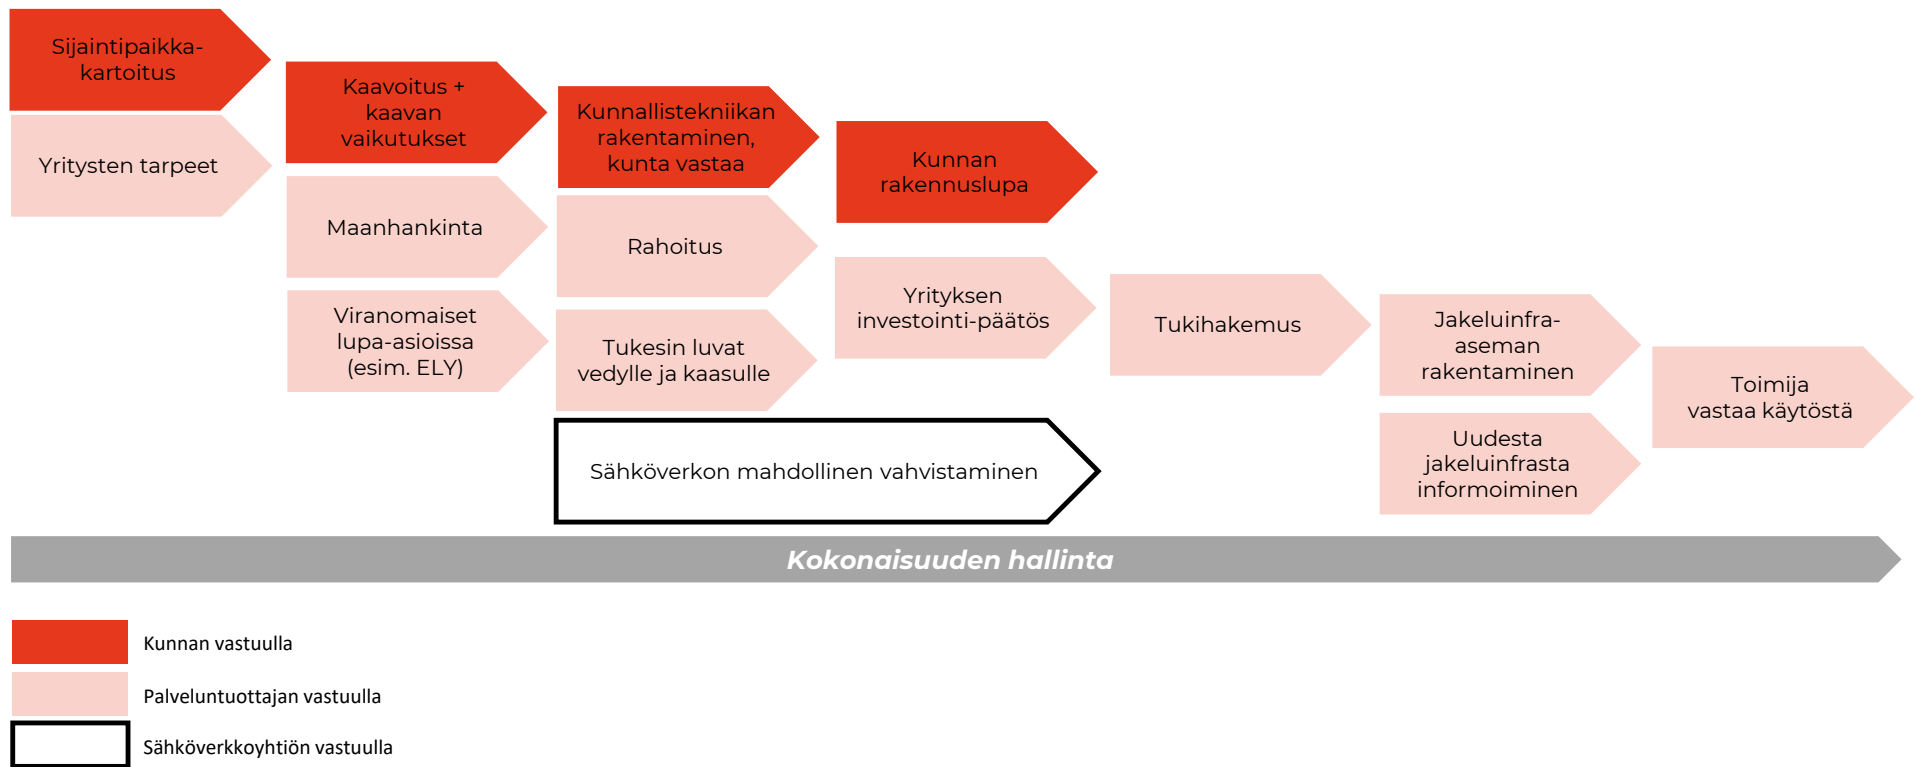 Sijaintipaikka-
kartoitus
Yritysten tarpeet
Kaavoitus +
kaavan
vaikutukset
Maanhankinta
Viranomaiset
lupa-asioissa
(esim. ELY)
Kunnallistekniikan
rakentaminen,
kunta vastaa
Rahoitus
Tukesin luvat
vedylle ja kaasulle
Sähköverkon mahdollinen vahvistaminen
Kunnan
rakennuslupa
Yrityksen
investointi-päätös
Tukihakemus
Jakeluinfra-
aseman
rakentaminen
Uudesta
jakeluinfrasta
informoiminen
Toimija
vastaa käytöstä
Kokonaisuuden hallinta
Kunnan vastuulla
Palveluntuottajan vastuulla
Sähköverkkoyhtiön vastuulla